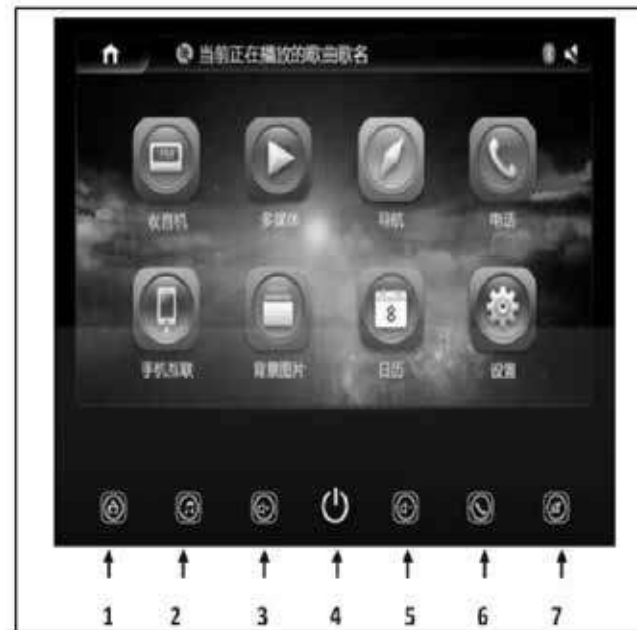 当前正在播放的歌曲歌名
收音机 多媒体 导航 电话
8
手机互联 背景图片 日历 设置
1 2 3 4 5 6 7